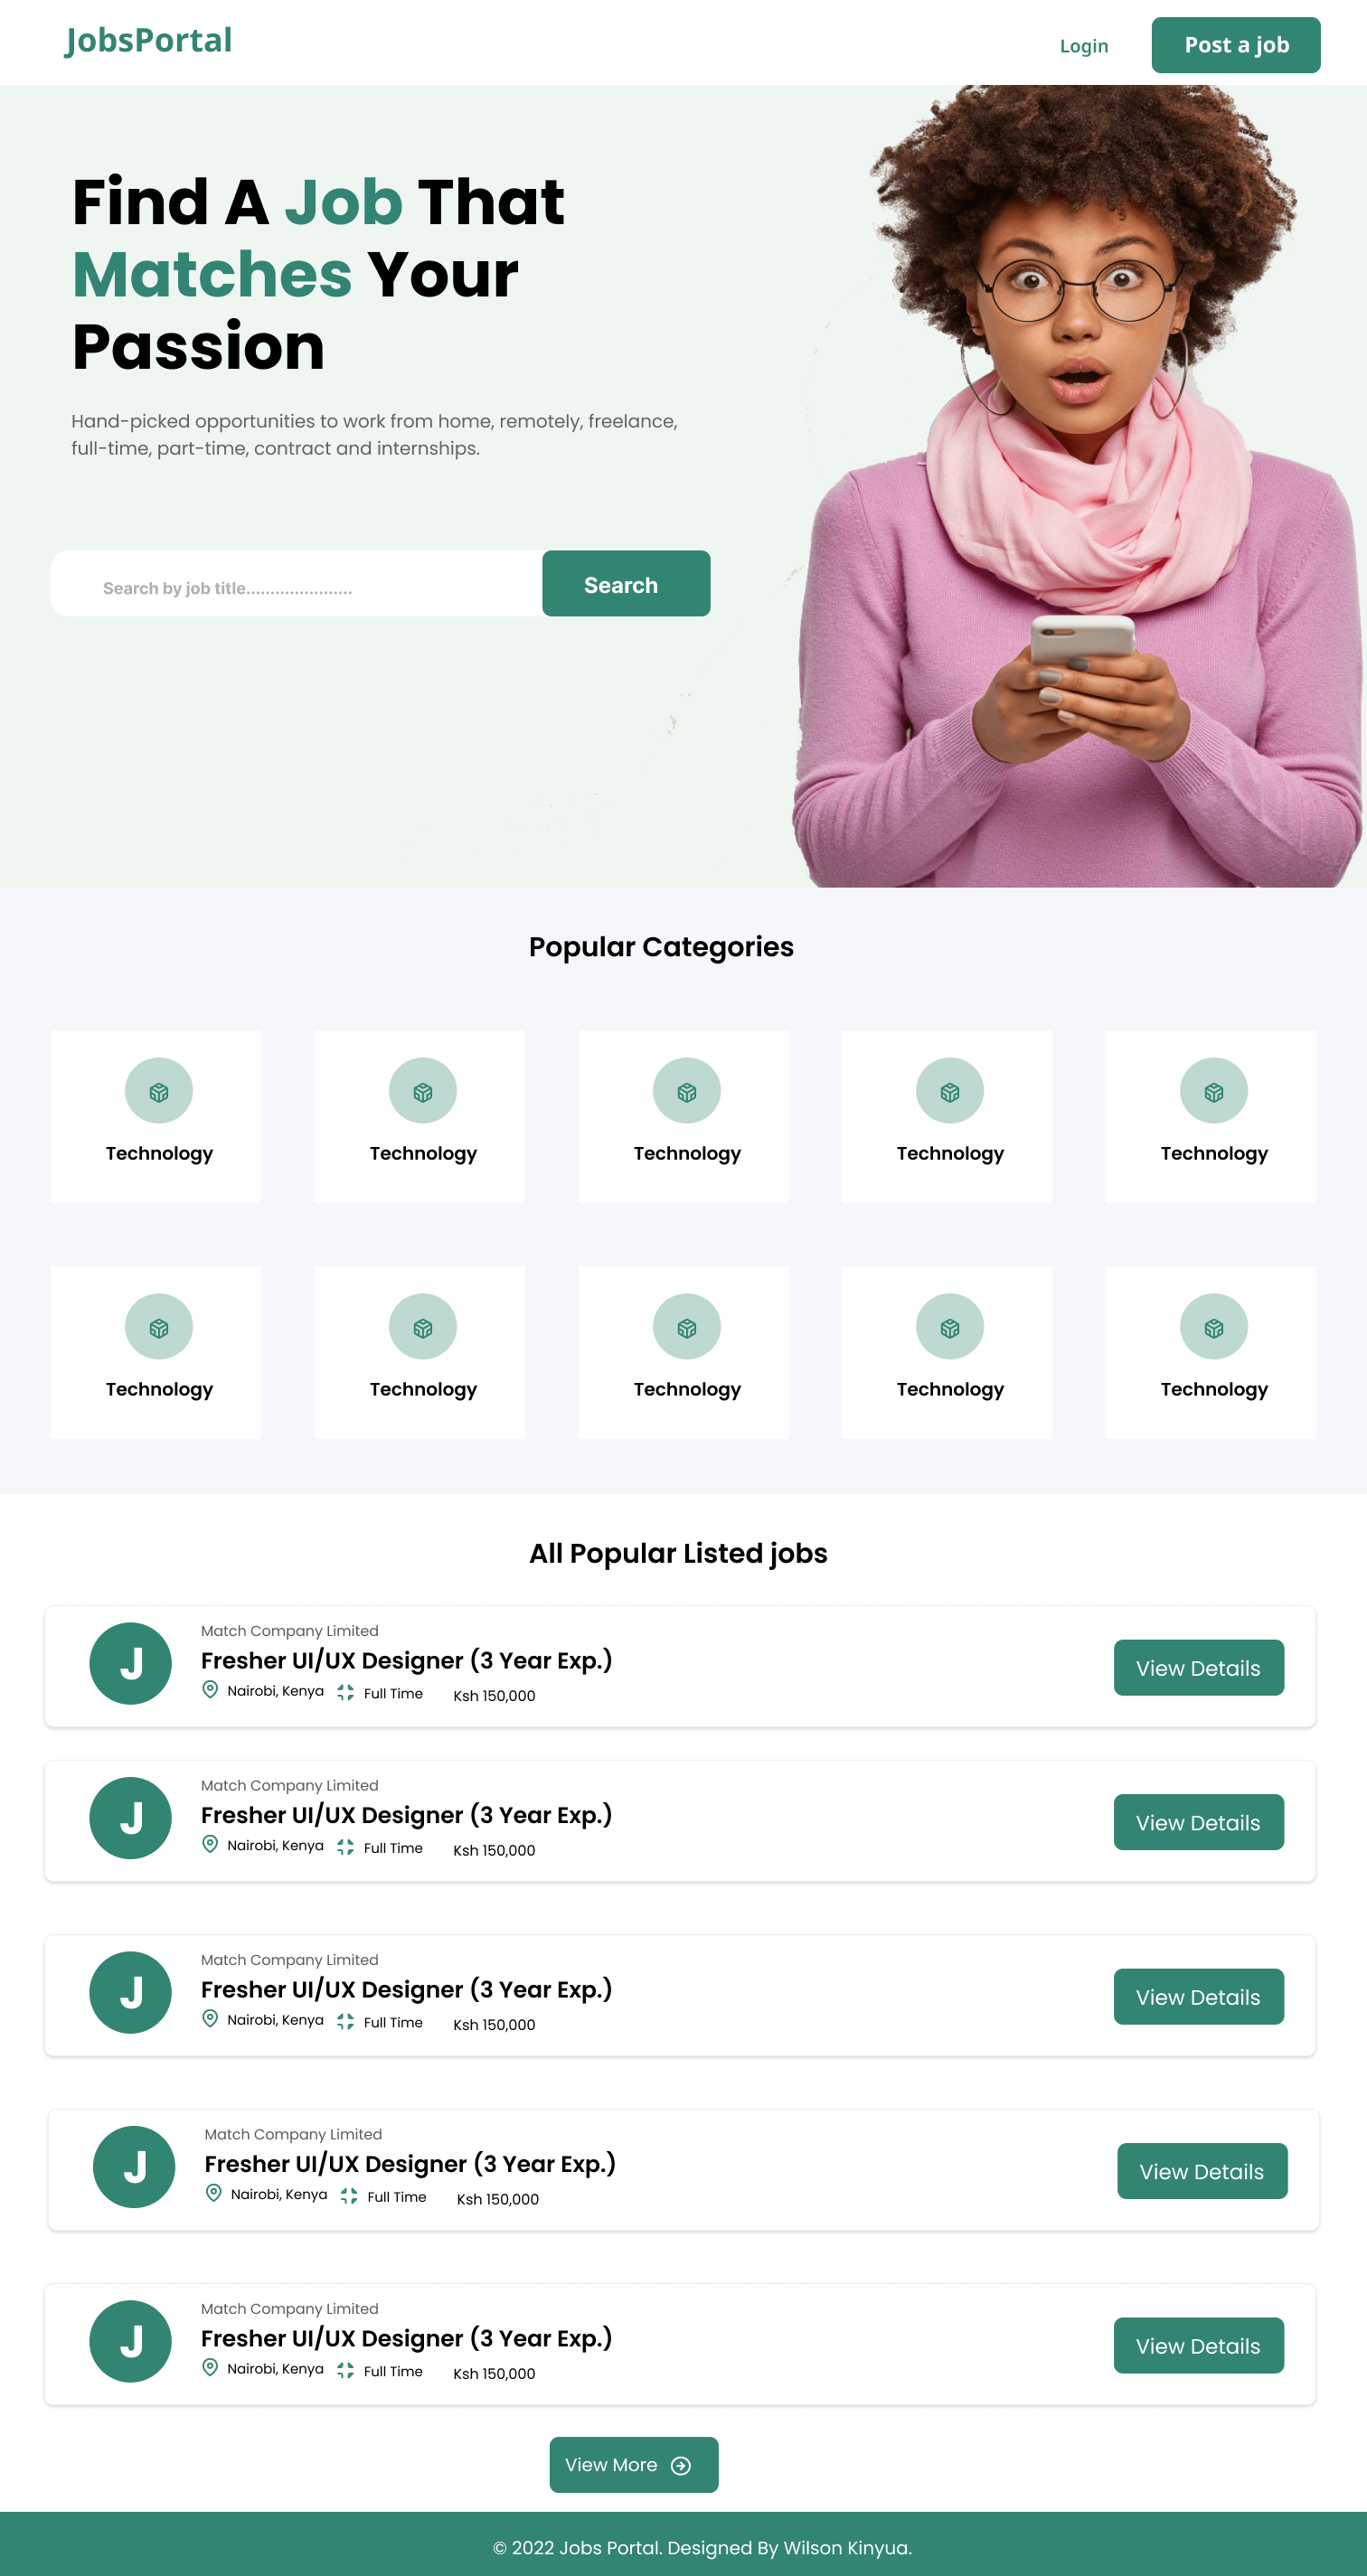 JobsPortal
Login
Post a job
Find A Job That
Matches Your
Passion
Hand-picked opportunities to work from home, remotely, freelance,
full-time, part-time, contract and internships.
Search by job title......................
Search
Popular Categories
Technology
Technology
Technology
Technology
Technology
Technology
Technology
Technology
Technology
Technology
All Popular Listed jobs
J
Match Company Limited
Fresher UI/UX Designer (3 Year Exp.)
Nairobi, Kenya
Full Time
Ksh 150,000
View Details
J
Match Company Limited
Fresher UI/UX Designer (3 Year Exp.)
Nairobi, Kenya
Full Time
Ksh 150,000
View Details
J
Match Company Limited
Fresher UI/UX Designer (3 Year Exp.)
Nairobi, Kenya
Full Time
Ksh 150,000
View Details
J
Match Company Limited
Fresher UI/UX Designer (3 Year Exp.)
Nairobi, Kenya
Full Time
Ksh 150,000
View Details
J
Match Company Limited
Fresher UI/UX Designer (3 Year Exp.)
Nairobi, Kenya
Full Time
Ksh 150,000
View Details
View More
© 2022 Jobs Portal. Designed By Wilson Kinyua.